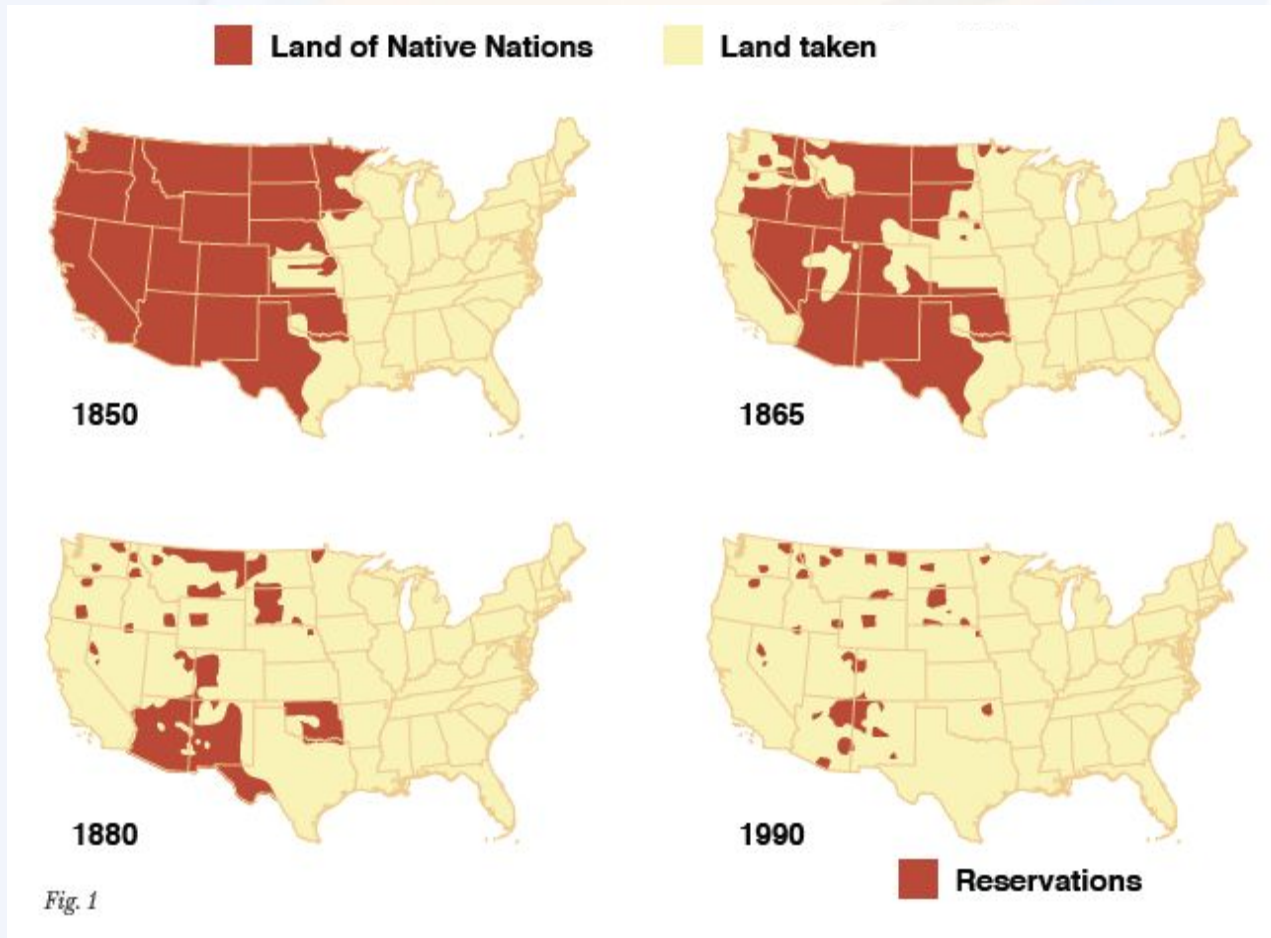 Land of Native Nations
Land taken
1850
1865
1880
1990
Reservations
Fig. 1